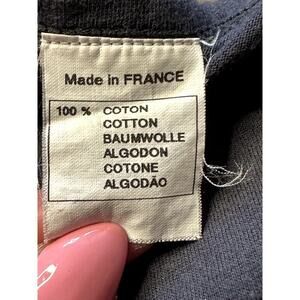 Made in FRANCE
100 % COTON
COTTON
BAUMWOLLE
ALGODON
COTONE
ALGODÃO